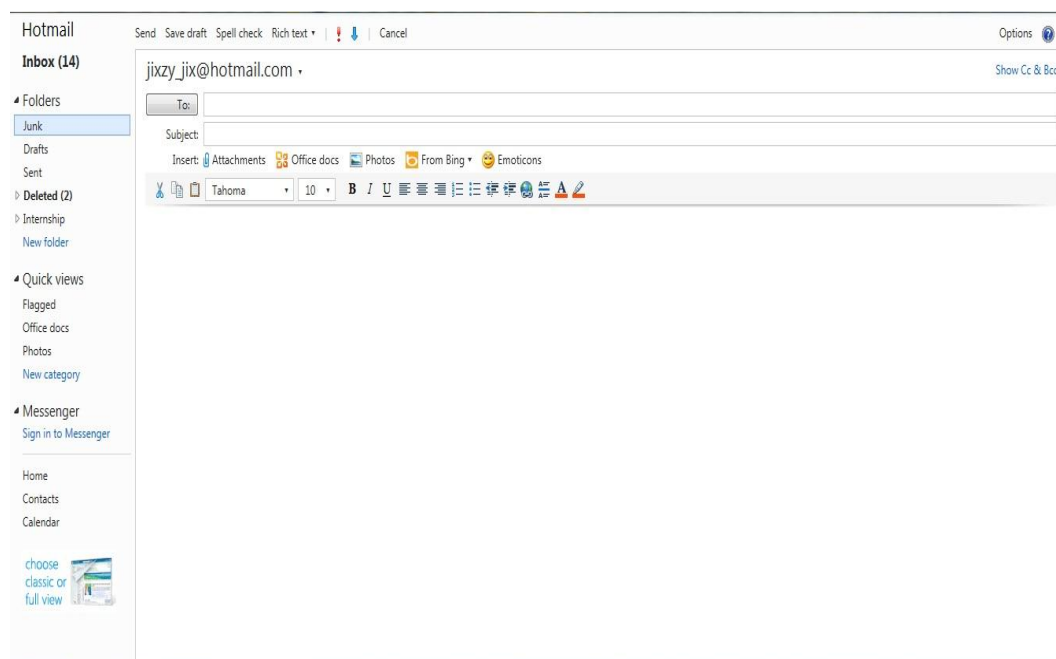 Hotmail
Send Save draft Spell check Rich text | | Cancel
Options
Inbox (14)
jixzy_jix@hotmail.com
Show Cc & Bcc
Folders
To:
Junk
Subject:
Drafts
Insert: Attachments Office docs Photos From Bing Emoticons
Sent
Deleted (2)
Tahoma 10 B I U A
Internship
New folder
Quick views
Flagged
Office docs
Photos
New category
Messenger
Sign in to Messenger
Home
Contacts
Calendar
choose
classic or
full view